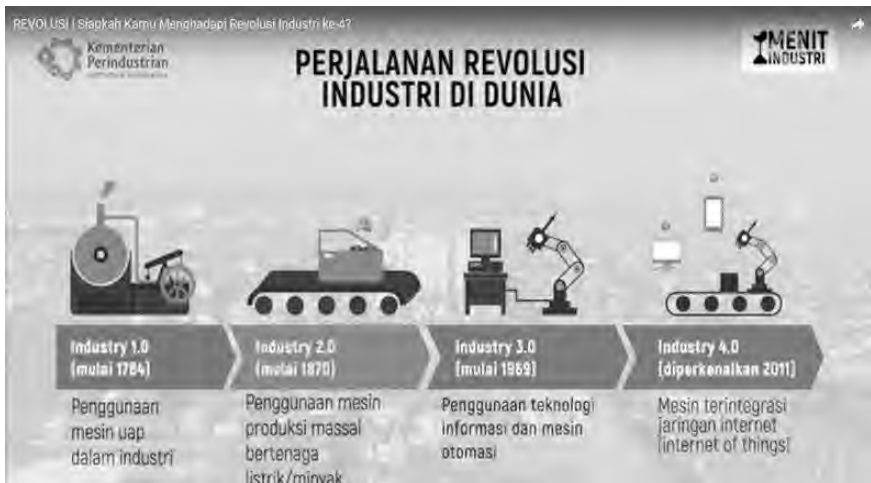 REVOLUSI | Siapkah Kamu Menghadapi Revolusi Industri ke-4?
Kementerian
Perindustrian
PERJALANAN REVOLUSI
INDUSTRI DI DUNIA
MENIT
INDUSTRI
Industry 1.0
(mulai 1784)
Penggunaan
mesin uap
dalam industri
Industry 2.0
(mulai 1870)
Penggunaan mesin
produksi massal
bertenaga
listrik/minyak
Industry 3.0
(mulai 1969)
Penggunaan teknologi
informasi dan mesin
otomasi
Industry 4.0
(diperkenalkan 2011)
Mesin terintegrasi
jaringan internet
(internet of things)